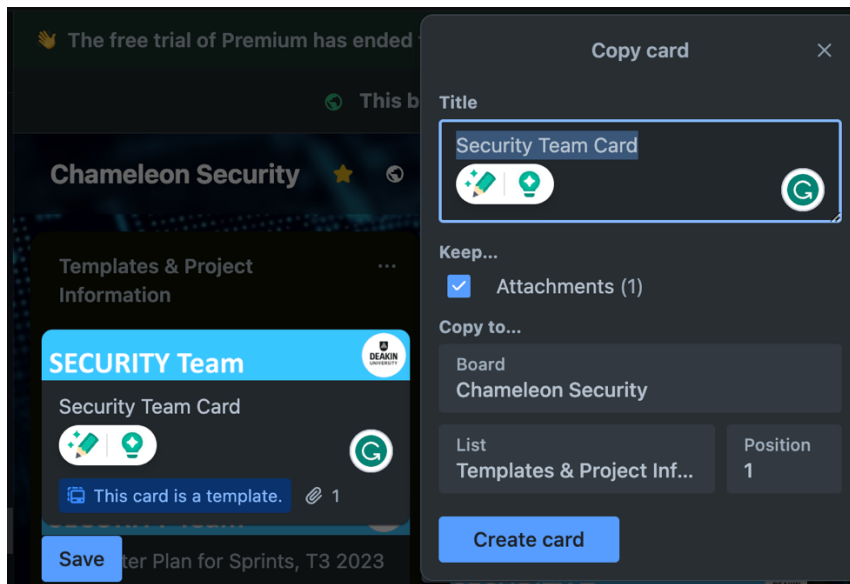 👋 The free trial of Premium has ended
This b
Chameleon Security
Templates & Project
Information
...
SECURITY Team
DEAKIN
UNIVERSITY
Security Team Card
This card is a template.
1
Save
ter Plan for Sprints, T3 2023
Copy card
Title
Security Team Card
Keep...
Attachments (1)
Copy to...
Board
Chameleon Security
List
Templates & Project Inf...
Position
1
Create card